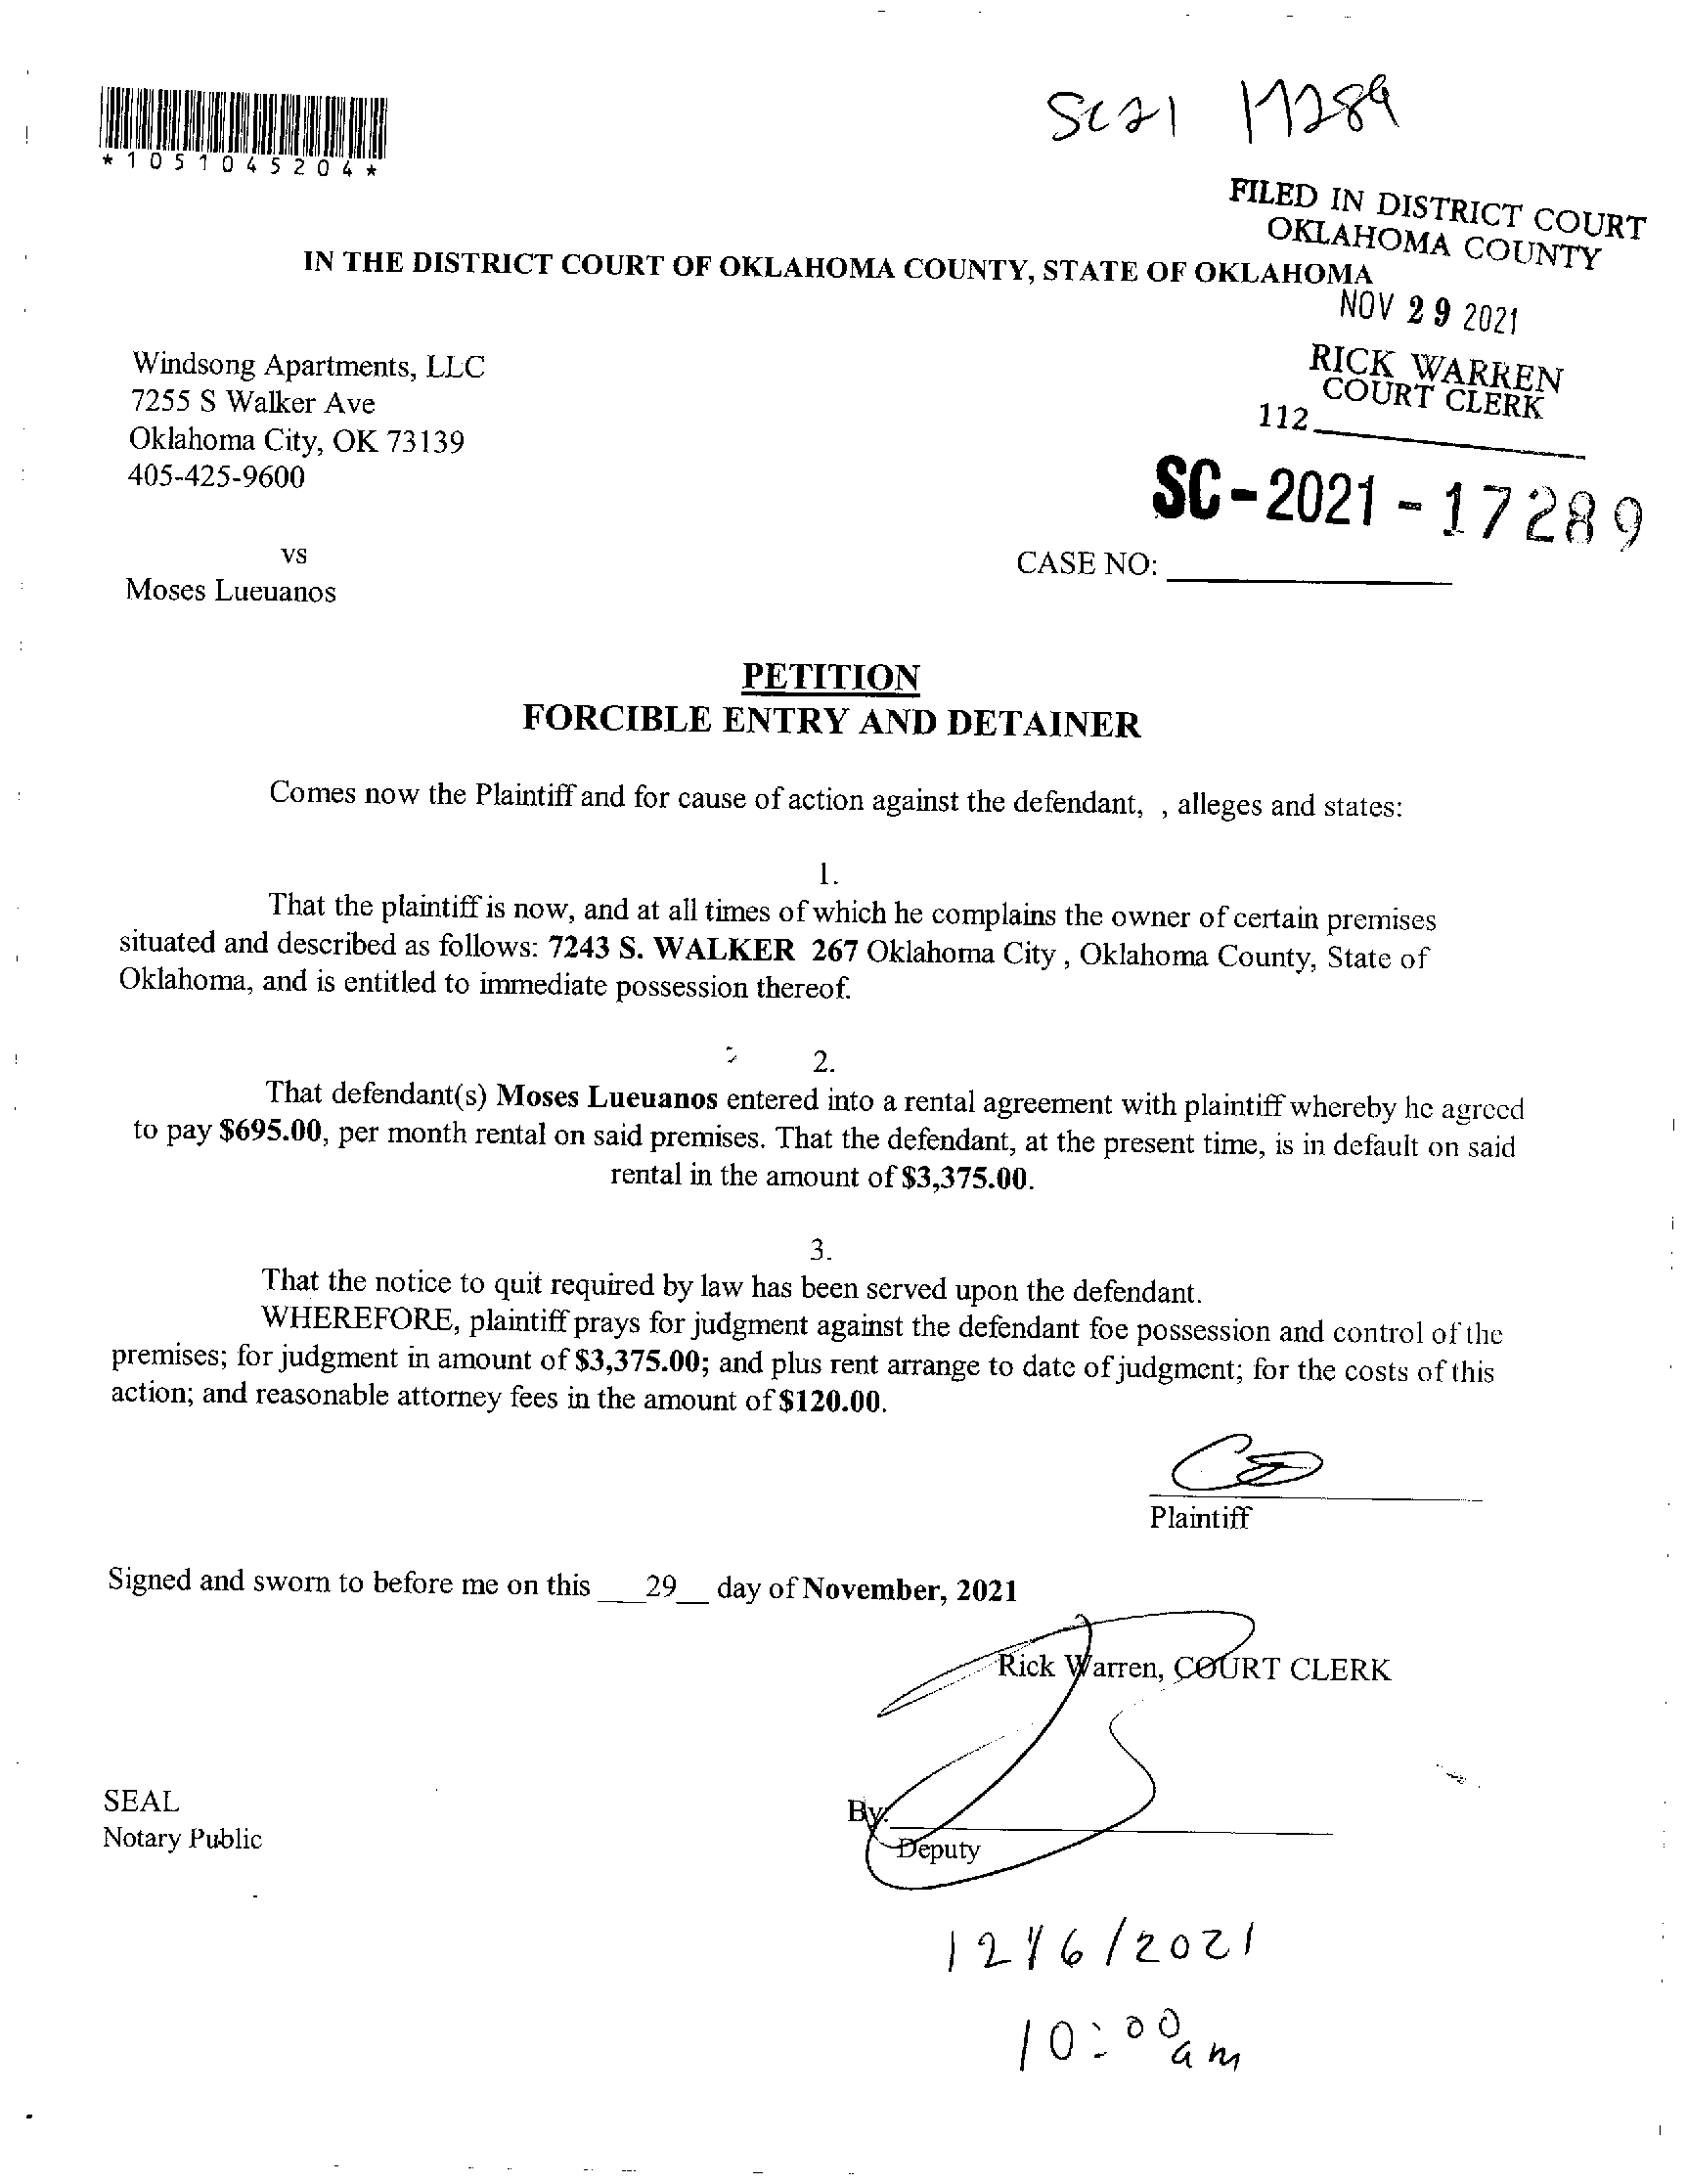 SC21 17289
*1051045204*
FILED IN DISTRICT COURT
OKLAHOMA COUNTY
IN THE DISTRICT COURT OF OKLAHOMA COUNTY, STATE OF OKLAHOMA
NOV 29 2021
Windsong Apartments, LLC
7255 S Walker Ave
Oklahoma City, OK 73139
405-425-9600
RICK WARREN
COURT CLERK
112
SC-2021-17289
vs
CASE NO:
Moses Lueuanos
PETITION
FORCIBLE ENTRY AND DETAINER
Comes now the Plaintiff and for cause of action against the defendant, , alleges and states:
1.
That the plaintiff is now, and at all times of which he complains the owner of certain premises
situated and described as follows: 7243 S. WALKER 267 Oklahoma City , Oklahoma County, State of
Oklahoma, and is entitled to immediate possession thereof.
2.
That defendant(s) Moses Lueuanos entered into a rental agreement with plaintiff whereby he agreed
to pay $695.00, per month rental on said premises. That the defendant, at the present time, is in default on said
rental in the amount of $3,375.00.
3.
That the notice to quit required by law has been served upon the defendant.
WHEREFORE, plaintiff prays for judgment against the defendant foe possession and control of the
premises; for judgment in amount of $3,375.00; and plus rent arrange to date of judgment; for the costs of this
action; and reasonable attorney fees in the amount of $120.00.
Plaintiff
Signed and sworn to before me on this ___29__ day of November, 2021
Rick Warren, COURT CLERK
SEAL
Notary Public
By:
Deputy
12/6/2021
10:00 am